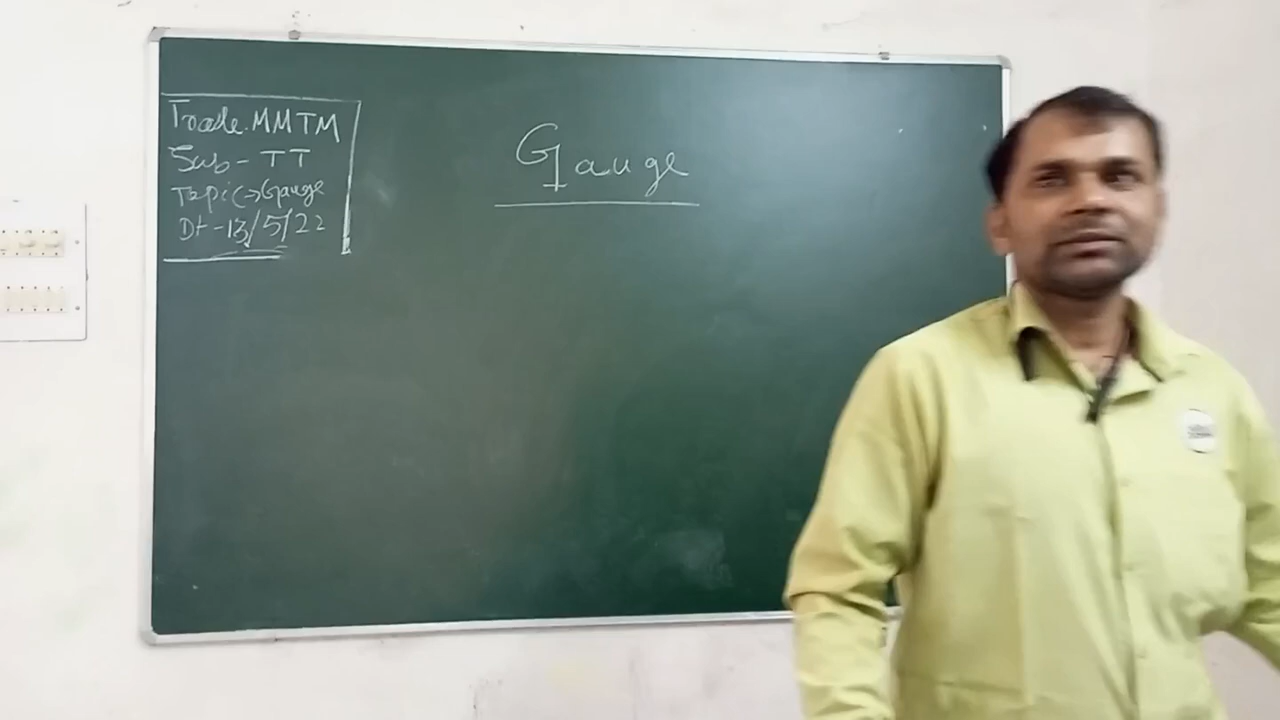 Trade. MMTM
Sub - TT
Topic → Gauge
Dt - 13/5/22
Gauge